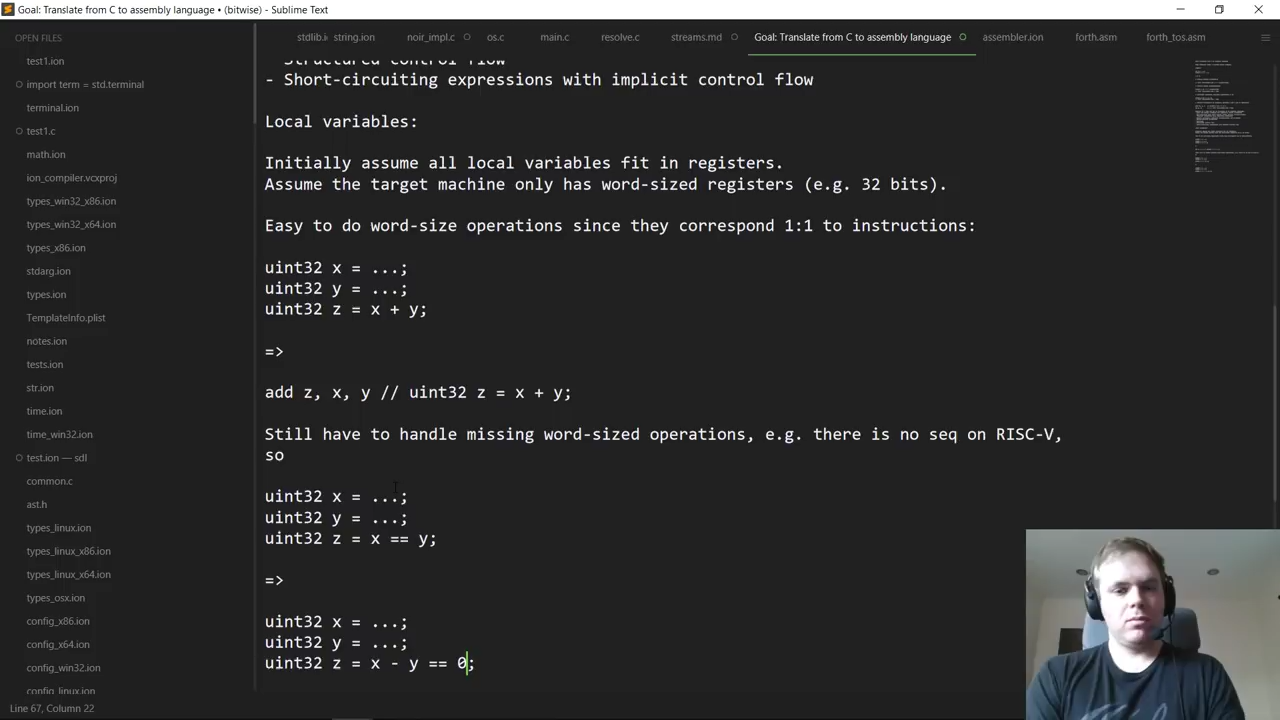 Goal: Translate from C to assembly language • (bitwise) - Sublime Text
OPEN FILES
stdlib.i string.ion noir_impl.c os.c main.c resolve.c streams.md Goal: Translate from C to assembly language assembler.ion forth.asm forth_tos.asm
test1.ion
import term = std.terminal
terminal.ion
test1.c
math.ion
ion_compiler.vcxproj
types_win32_x86.ion
types_win32_x64.ion
types_x86.ion
stdarg.ion
types.ion
TemplateInfo.plist
notes.ion
tests.ion
str.ion
time.ion
time_win32.ion
test.ion — sdl
common.c
ast.h
types_linux.ion
types_linux_x86.ion
types_linux_x64.ion
types_osx.ion
config_x86.ion
config_x64.ion
config_win32.ion
config_linux.ion
- Structured control flow
- Short-circuiting expressions with implicit control flow
Local variables:
Initially assume all local variables fit in registers.
Assume the target machine only has word-sized registers (e.g. 32 bits).
Easy to do word-size operations since they correspond 1:1 to instructions:
uint32 x = ...;
uint32 y = ...;
uint32 z = x + y;
=>
add z, x, y // uint32 z = x + y;
Still have to handle missing word-sized operations, e.g. there is no seq on RISC-V,
so
uint32 x = ...;
uint32 y = ...;
uint32 z = x == y;
=>
uint32 x = ...;
uint32 y = ...;
uint32 z = x - y == 0;
Line 67, Column 22